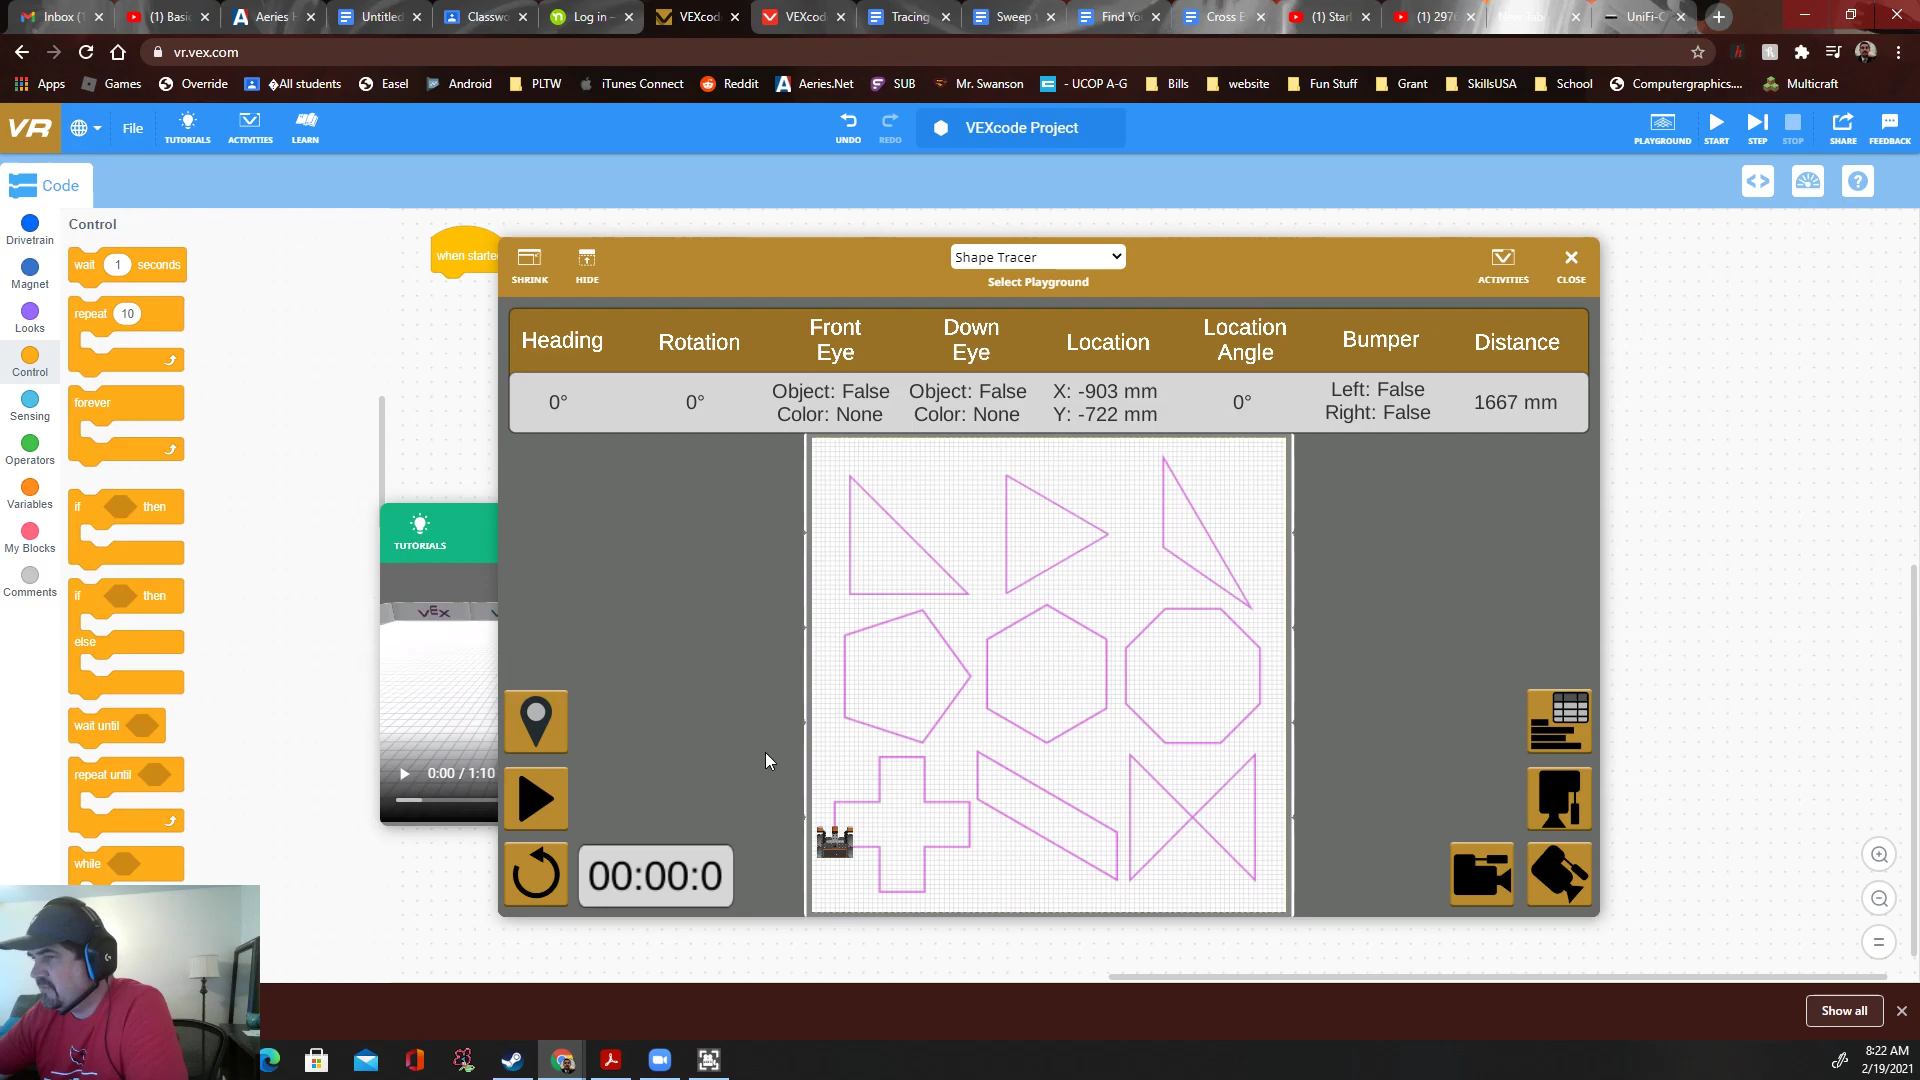 Inbox (1
(1) Basi
Aeries H
Untitled
Classwo
Log in –
VEXcod
VEXcod
Tracing
Sweep
Find Yo
Cross E
(1) Star
(1) 297
New Tab
UniFi-C
vr.vex.com
Apps
Games
Override
�All students
Easel
Android
PLTW
iTunes Connect
Reddit
Aeries.Net
SUB
Mr. Swanson
- UCOP A-G
Bills
website
Fun Stuff
Grant
SkillsUSA
School
Computergraphics....
Multicraft
VR
File
TUTORIALS
ACTIVITIES
LEARN
UNDO
REDO
VEXcode Project
PLAYGROUND
START
STEP
STOP
SHARE
FEEDBACK
Code
Drivetrain
Magnet
Looks
Control
Sensing
Operators
Variables
My Blocks
Comments
Control
wait 1 seconds
repeat 10
forever
if then
if then
else
wait until
repeat until
while
when starte
TUTORIALS
VEX
0:00 / 1:10
SHRINK
HIDE
Shape Tracer
Select Playground
ACTIVITIES
CLOSE
Heading
Rotation
Front Eye
Down Eye
Location
Location Angle
Bumper
Distance
0°
0°
Object: False
Color: None
Object: False
Color: None
X: -903 mm
Y: -722 mm
0°
Left: False
Right: False
1667 mm
00:00:0
Show all
8:22 AM
2/19/2021